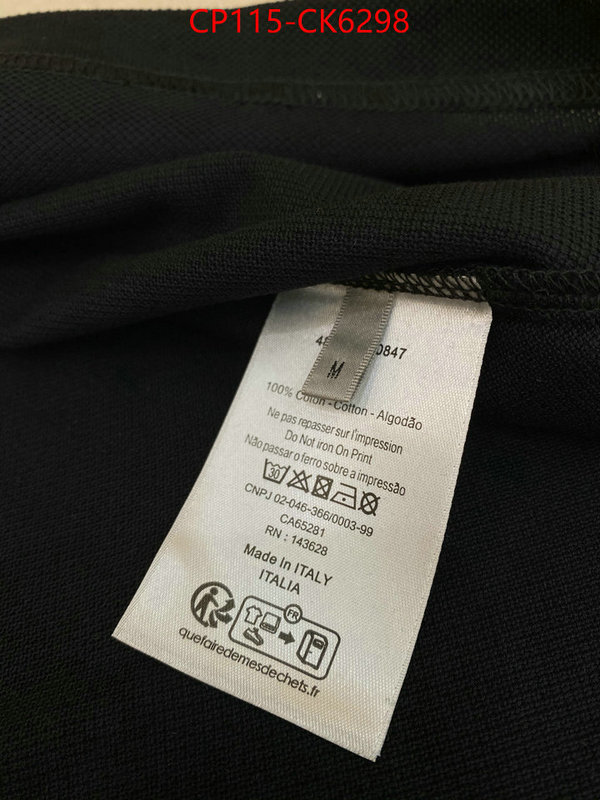 CP115-CK6298
0847
M
100% Coton - Cotton - Algodão
Ne pas repasser sur l'impression
Do Not Iron On Print
Não passar o ferro sobre a impressão
30
CNPJ 02-046-366/0003-99
CA65281
RN : 143628
Made In ITALY
ITALIA
FR
quefairedemesdechets.fr